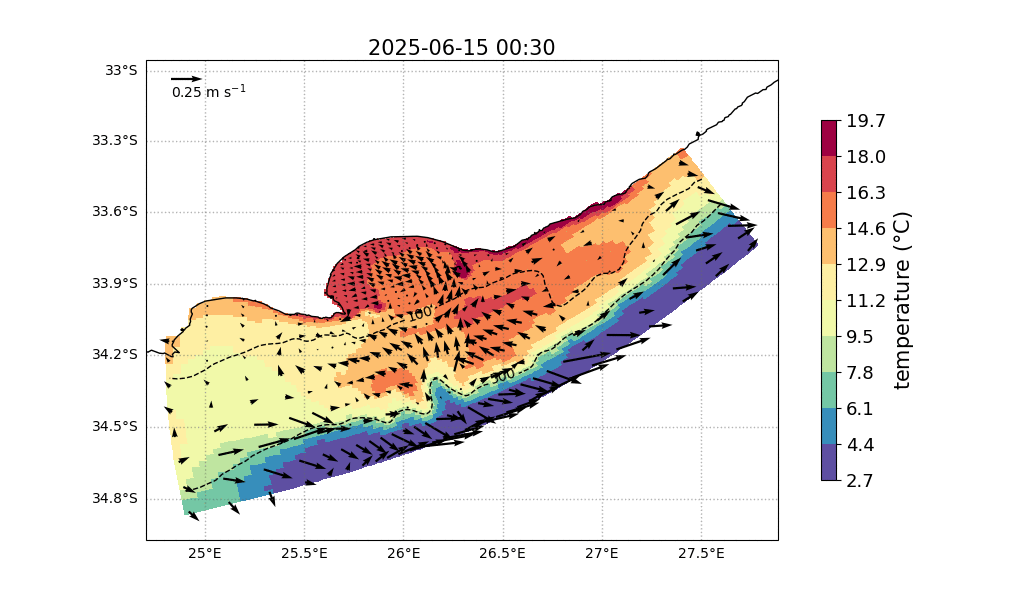 2025-06-15 00:30
0.25 m s⁻¹
33°S
33.3°S
33.6°S
33.9°S
34.2°S
34.5°S
34.8°S
25°E
25.5°E
26°E
26.5°E
27°E
27.5°E
100
500
19.7
18.0
16.3
14.6
12.9
11.2
9.5
7.8
6.1
4.4
2.7
temperature (°C)